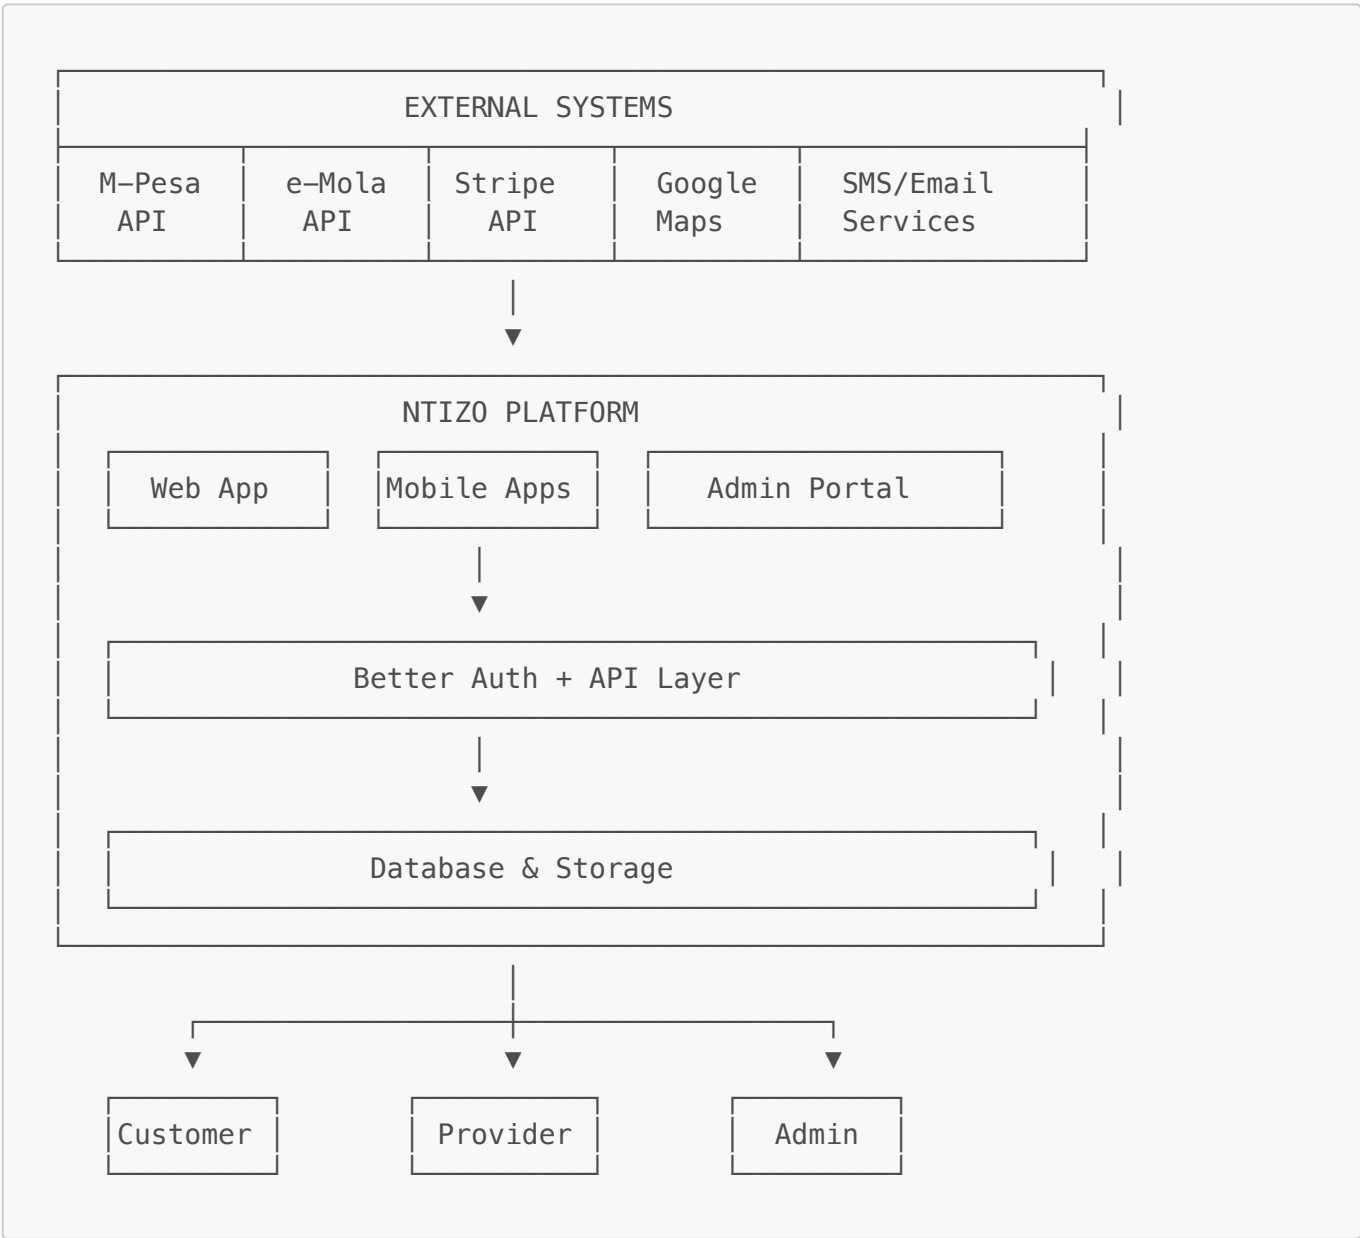 EXTERNAL SYSTEMS
M-Pesa e-Mola Stripe Google SMS/Email
API API API Maps Services
NTIZO PLATFORM
Web App Mobile Apps Admin Portal
Better Auth + API Layer
Database & Storage
Customer Provider Admin